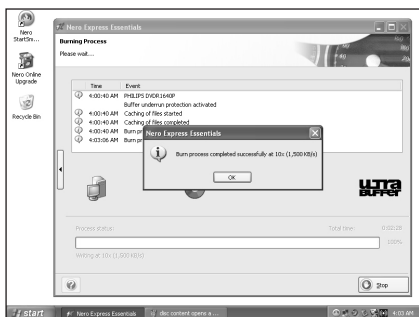 Nero
StartSm...
Nero Online
Upgrade
Recycle Bin
Nero Express Essentials
Burning Process
Please wait...
Time Event
4:00:40 AM PHILIPS DVDR1640P
Buffer underrun protection activated
4:00:40 AM Caching of files started
4:00:40 AM Caching of files completed
4:00:40 AM Burn pr
4:03:06 AM Burn pr
Nero Express Essentials
Burn process completed successfully at 10x (1,500 KB/s)
OK
ULTRA
BUFFER
Process status: Total time: 0:02:28
100%
Writing at 10x (1,500 KB/s)
Stop
start Nero Express Essentials disc content opens a ... 4:03 AM